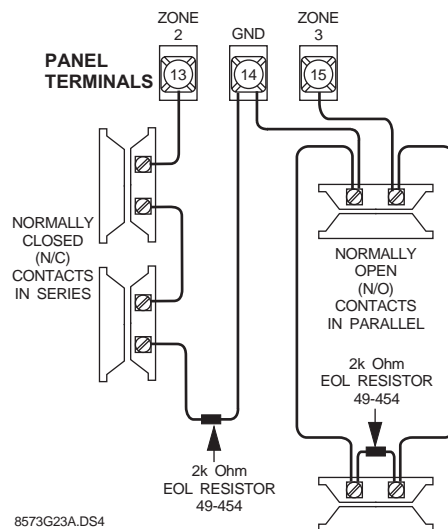 ZONE
2
GND
ZONE
3
PANEL
TERMINALS
13
14
15
NORMALLY
CLOSED
(N/C)
CONTACTS
IN SERIES
NORMALLY
OPEN
(N/O)
CONTACTS
IN PARALLEL
2k Ohm
EOL RESISTOR
49-454
2k Ohm
EOL RESISTOR
49-454
8573G23A.DS4